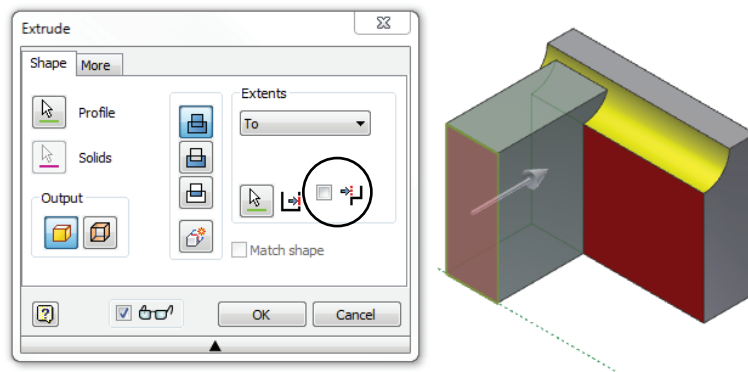 Extrude
Shape
More
Profile
Solids
Output
Extents
To
Match shape
OK
Cancel